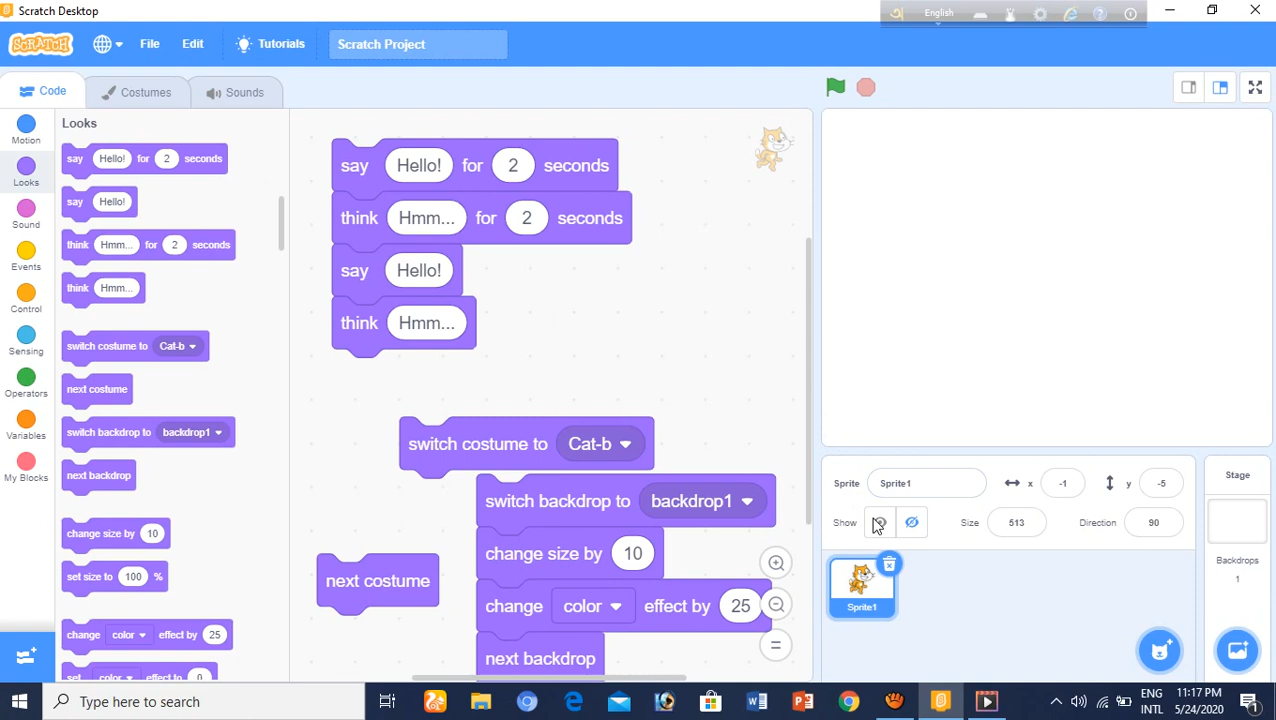 Scratch Desktop
English
SCRATCH
File
Edit
Tutorials
Scratch Project
Code
Costumes
Sounds
Motion
Looks
Sound
Events
Control
Sensing
Operators
Variables
My Blocks
Looks
say Hello! for 2 seconds
say Hello!
think Hmm... for 2 seconds
think Hmm...
switch costume to Cat-b
next costume
switch backdrop to backdrop1
next backdrop
change size by 10
set size to 100 %
change color effect by 25
set color effect to 0
say Hello! for 2 seconds
think Hmm... for 2 seconds
say Hello!
think Hmm...
switch costume to Cat-b
switch backdrop to backdrop1
change size by 10
next costume
change color effect by 25
next backdrop
Sprite Sprite1 x -1 y -5
Show Size 513 Direction 90
Sprite1
Stage
Backdrops
1
Type here to search
ENG
INTL
11:17 PM
5/24/2020